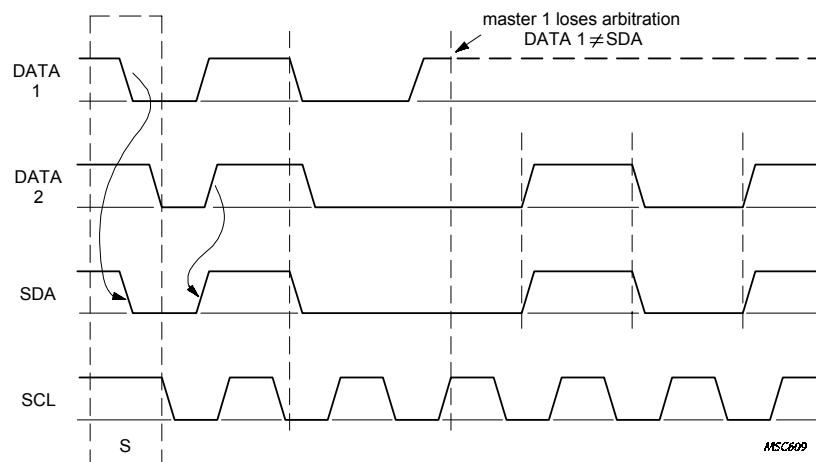 master 1 loses arbitration
DATA 1 ≠ SDA
DATA
1
DATA
2
SDA
SCL
S
MSC609